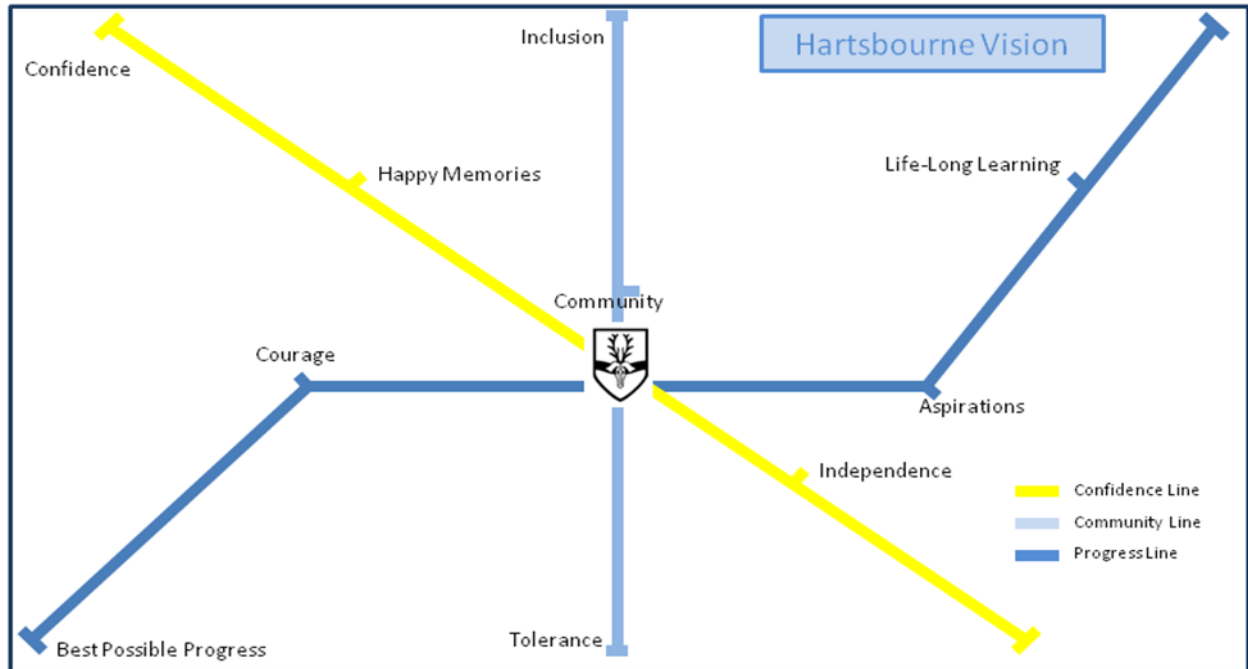 Inclusion
Hartsbourne Vision
Confidence
Happy Memories
Life-Long Learning
Community
Courage
Aspirations
Independence
Confidence Line
Community Line
Progress Line
Tolerance
Best Possible Progress